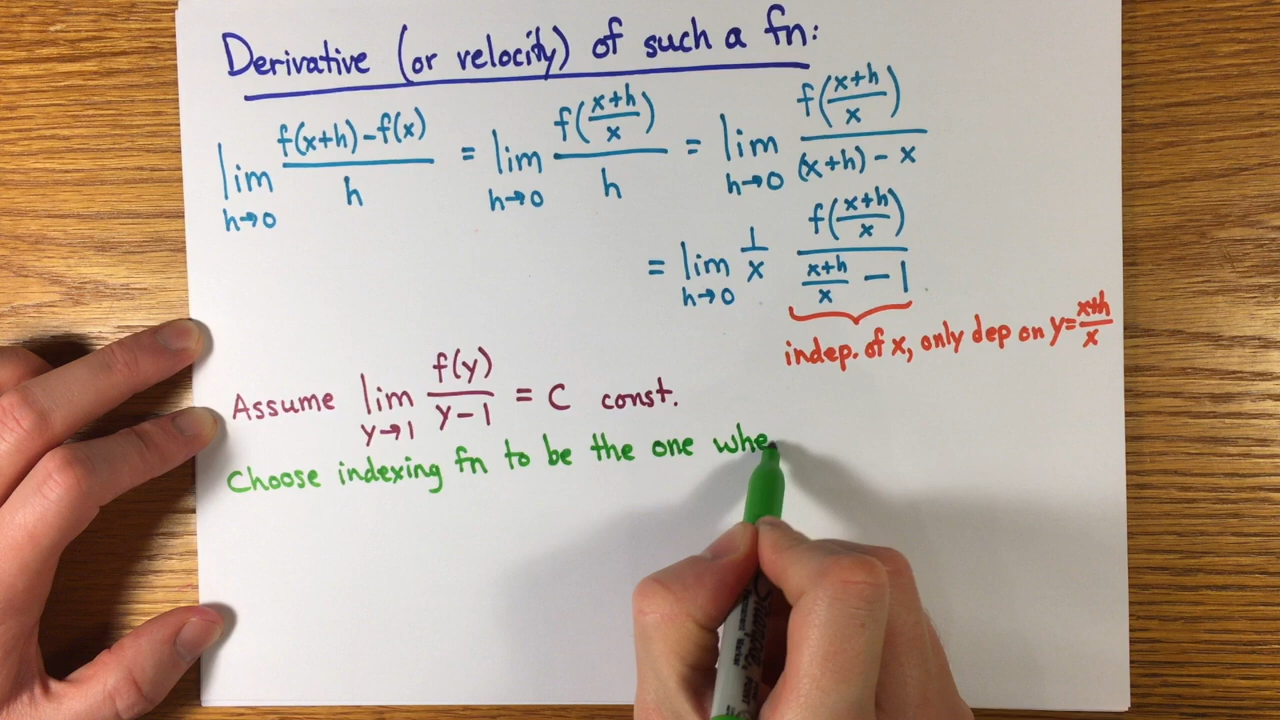 Derivative (or velocity) of such a fn:
lim h→0 f(x+h)-f(x) / h = lim h→0 f(x+h / x) / h = lim h→0 f(x+h / x) / (x+h) - x
= lim h→0 1/x f(x+h / x) / x+h / x - 1
indep. of x, only dep on y = x+h / x
Assume lim y→1 f(y) / y-1 = C const.
Choose indexing fn to be the one whe
Sharpie